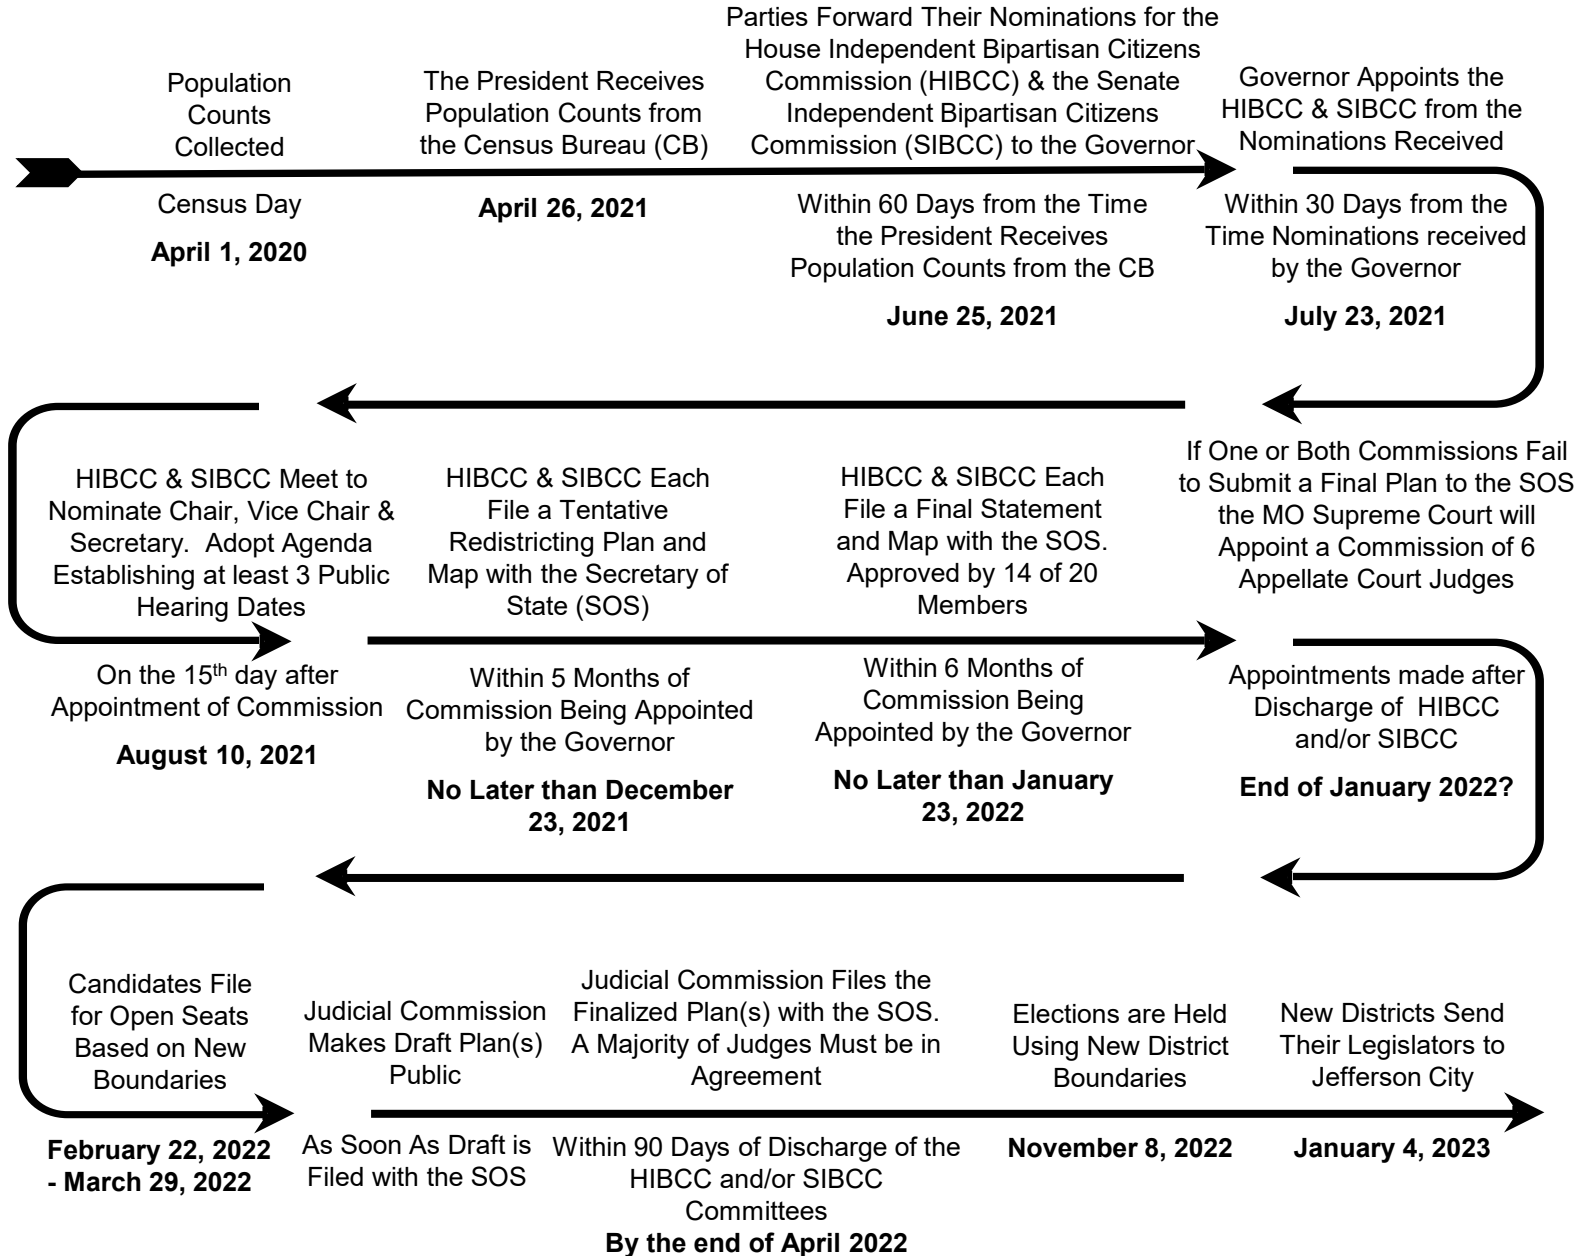 Population
Counts
Collected
Census Day
April 1, 2020
The President Receives
Population Counts from
the Census Bureau (CB)
April 26, 2021
Parties Forward Their Nominations for the
House Independent Bipartisan Citizens
Commission (HIBCC) & the Senate
Independent Bipartisan Citizens
Commission (SIBCC) to the Governor
Within 60 Days from the Time
the President Receives
Population Counts from the CB
June 25, 2021
Governor Appoints the
HIBCC & SIBCC from the
Nominations Received
Within 30 Days from the
Time Nominations received
by the Governor
July 23, 2021
HIBCC & SIBCC Meet to
Nominate Chair, Vice Chair &
Secretary. Adopt Agenda
Establishing at least 3 Public
Hearing Dates
On the 15th day after
Appointment of Commission
August 10, 2021
HIBCC & SIBCC Each
File a Tentative
Redistricting Plan and
Map with the Secretary of
State (SOS)
Within 5 Months of
Commission Being Appointed
by the Governor
No Later than December
23, 2021
HIBCC & SIBCC Each
File a Final Statement
and Map with the SOS.
Approved by 14 of 20
Members
Within 6 Months of
Commission Being
Appointed by the Governor
No Later than January
23, 2022
If One or Both Commissions Fail
to Submit a Final Plan to the SOS
the MO Supreme Court will
Appoint a Commission of 6
Appellate Court Judges
Appointments made after
Discharge of HIBCC
and/or SIBCC
End of January 2022?
Candidates File
for Open Seats
Based on New
Boundaries
February 22, 2022
- March 29, 2022
Judicial Commission
Makes Draft Plan(s)
Public
As Soon As Draft is
Filed with the SOS
Judicial Commission Files the
Finalized Plan(s) with the SOS.
A Majority of Judges Must be in
Agreement
Within 90 Days of Discharge of the
HIBCC and/or SIBCC
Committees
By the end of April 2022
Elections are Held
Using New District
Boundaries
November 8, 2022
New Districts Send
Their Legislators to
Jefferson City
January 4, 2023